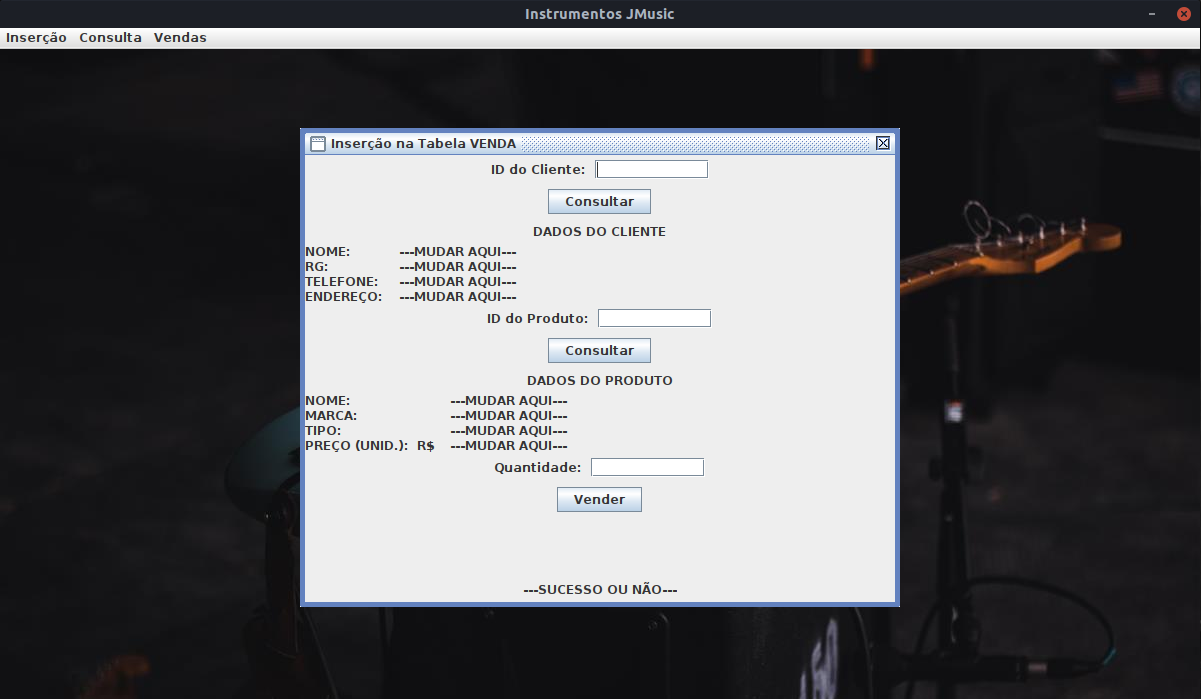 Instrumentos JMusic
Inserção Consulta Vendas
Inserção na Tabela VENDA
ID do Cliente:
Consultar
DADOS DO CLIENTE
NOME: ---MUDAR AQUI---
RG: ---MUDAR AQUI---
TELEFONE: ---MUDAR AQUI---
ENDEREÇO: ---MUDAR AQUI---
ID do Produto:
Consultar
DADOS DO PRODUTO
NOME: ---MUDAR AQUI---
MARCA: ---MUDAR AQUI---
TIPO: ---MUDAR AQUI---
PREÇO (UNID.): R$ ---MUDAR AQUI---
Quantidade:
Vender
---SUCESSO OU NÃO---